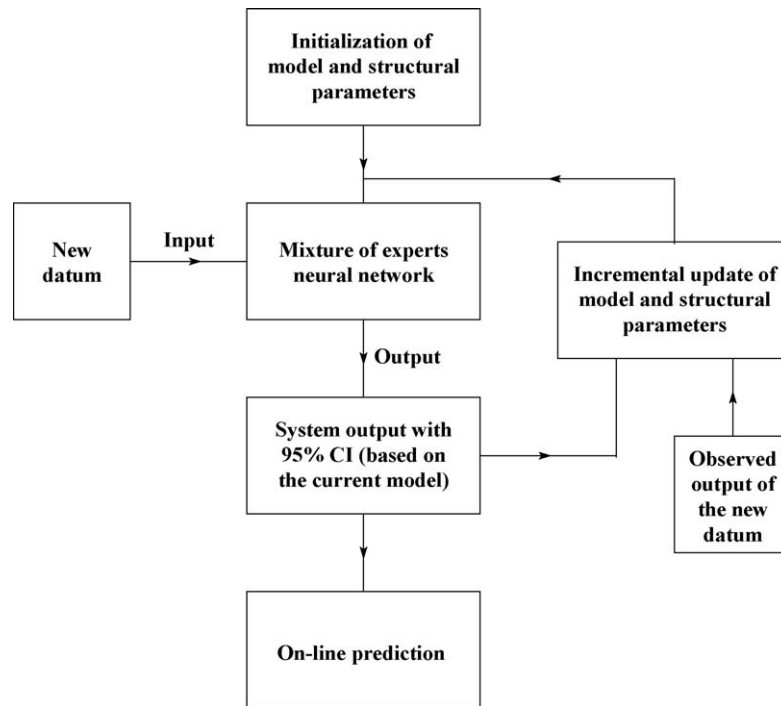 Initialization of
model and structural
parameters
New
datum
Input
Mixture of experts
neural network
Incremental update of
model and structural
parameters
Output
System output with
95% CI (based on
the current model)
Observed
output of
the new
datum
On-line prediction